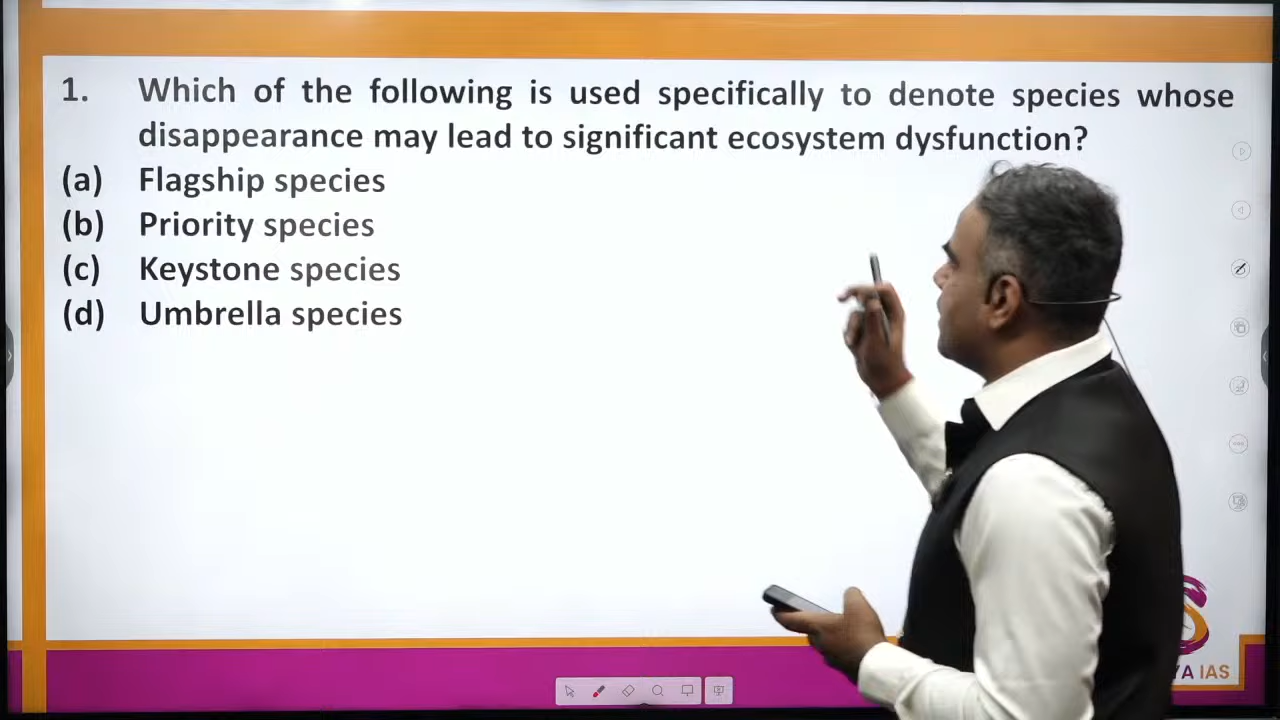 1. Which of the following is used specifically to denote species whose
disappearance may lead to significant ecosystem dysfunction?
(a) Flagship species
(b) Priority species
(c) Keystone species
(d) Umbrella species
IAS